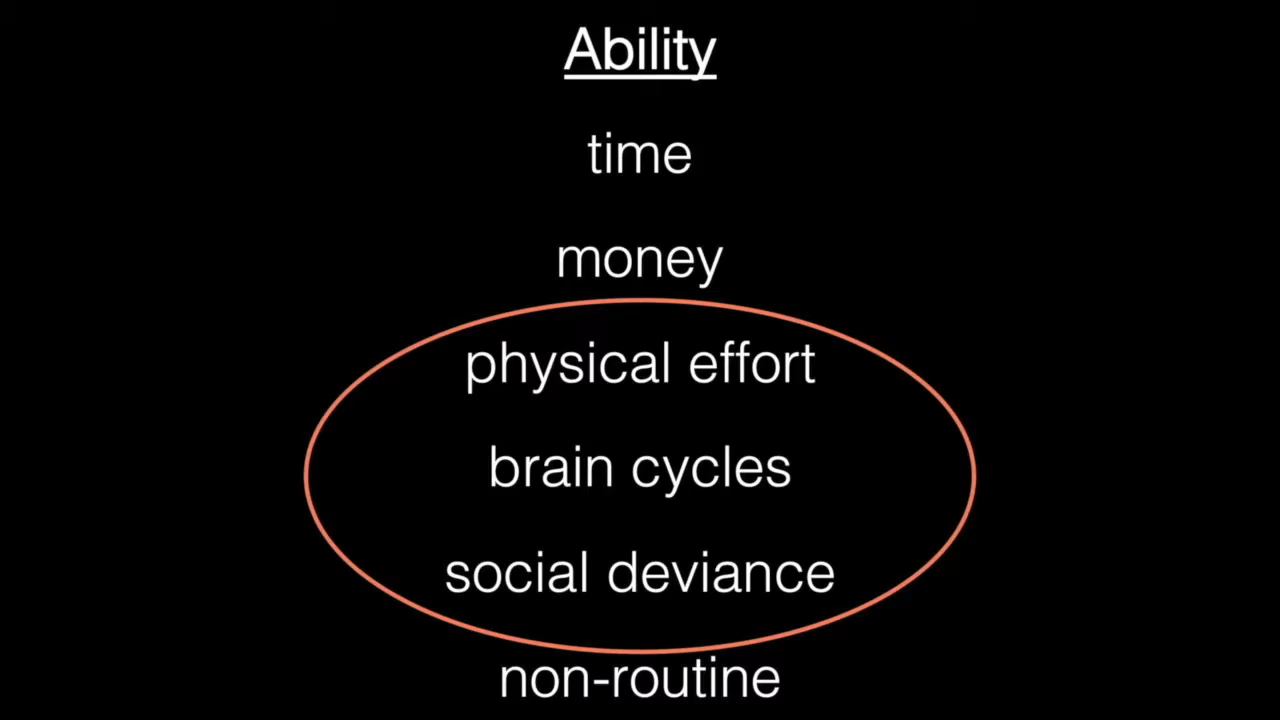 Ability
time
money
physical effort
brain cycles
social deviance
non-routine